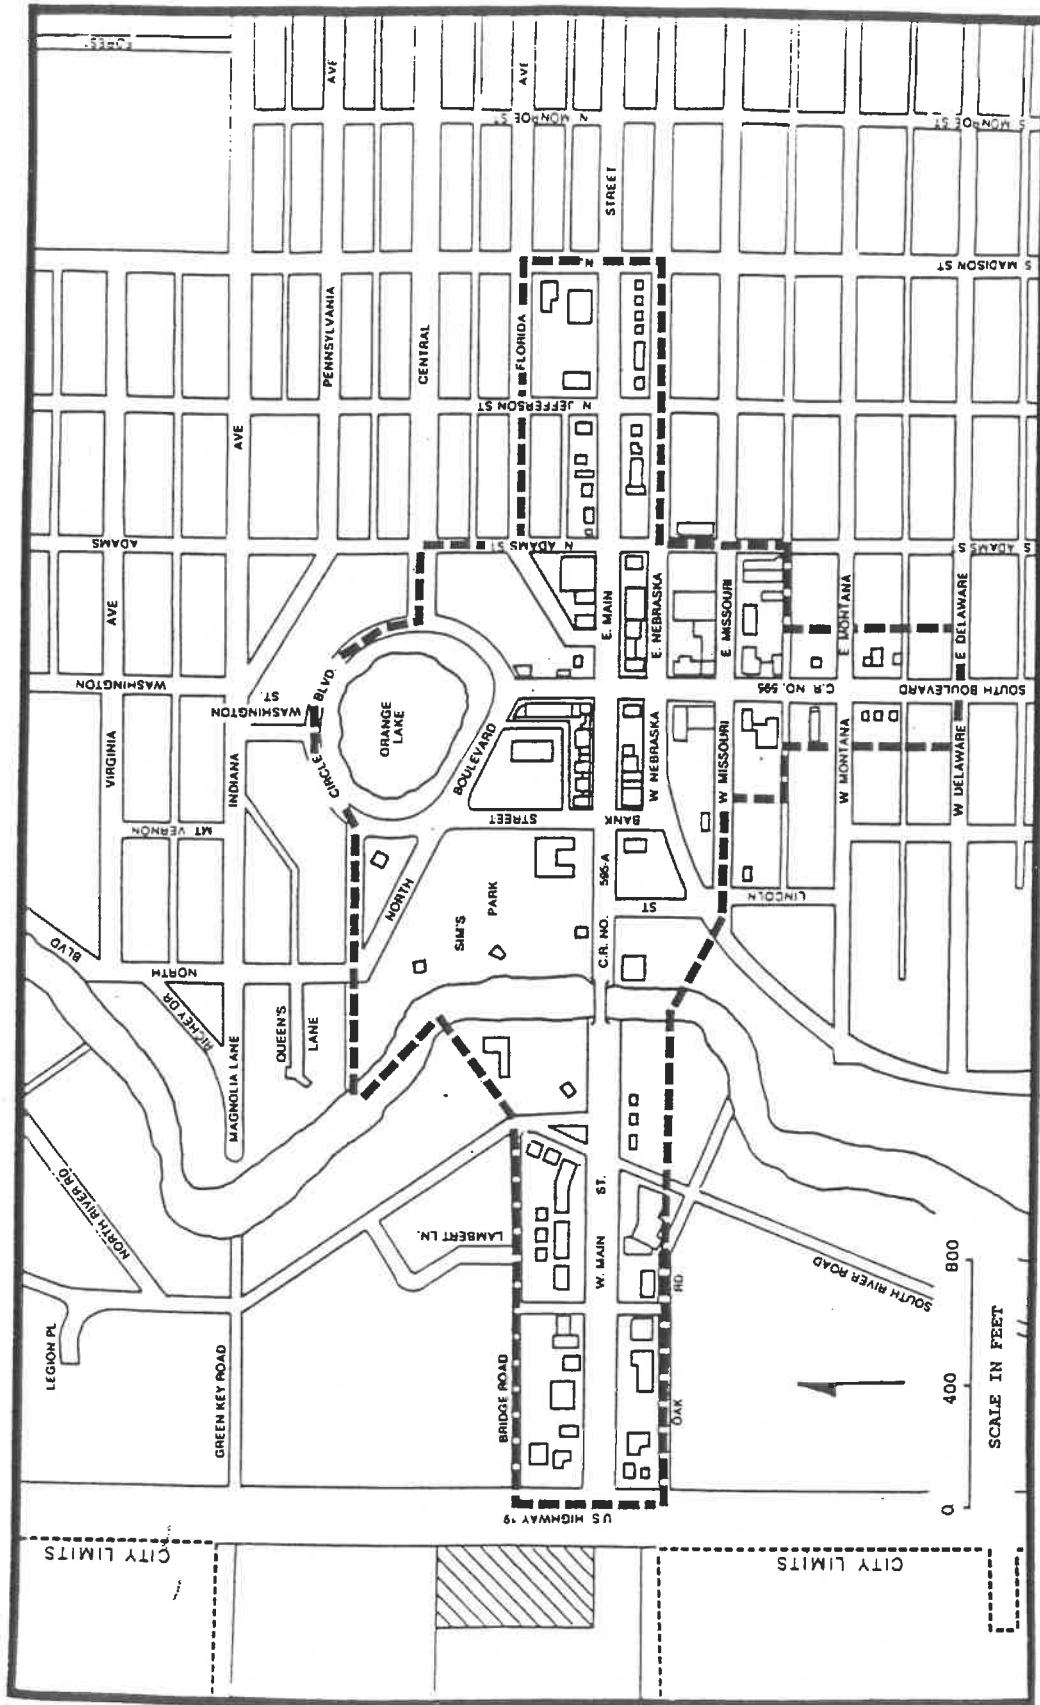 CITY LIMITS
LEGION PL
NORTH RIVER RD
GREEN KEY ROAD
MAGNOLIA LANE
RICHEY DR
NORTH
BLVD
QUEEN'S
LANE
LAMBERT LN.
BRIDGE ROAD
U S HIGHWAY 19
W. MAIN
ST.
OAK
RD
SOUTH RIVER ROAD
CITY LIMITS
0
400
800
SCALE IN FEET
VIRGINIA
AVE
MT VERNON
INDIANA
AVE
WASHINGTON
WASHINGTON
ST.
ADAMS
CIRCLE
BLVD.
ORANGE
LAKE
NORTH
BOULEVARD
SIM'S
PARK
STREET
BANK
C.R. NO.
595-A
ST
LINCOLN
PENNSYLVANIA
AVE
CENTRAL
FLORIDA
AVE
N ADAMS ST
N JEFFERSON ST
N.
N MONROE ST
E. MAIN
STREET
W NEBRASKA
E. NEBRASKA
W MISSOURI
E MISSOURI
C.R. NO. 595
W MONTANA
E MONTANA
W DELAWARE
E DELAWARE
SOUTH BOULEVARD
S ADAMS S
S MADISON ST
S MONROE ST